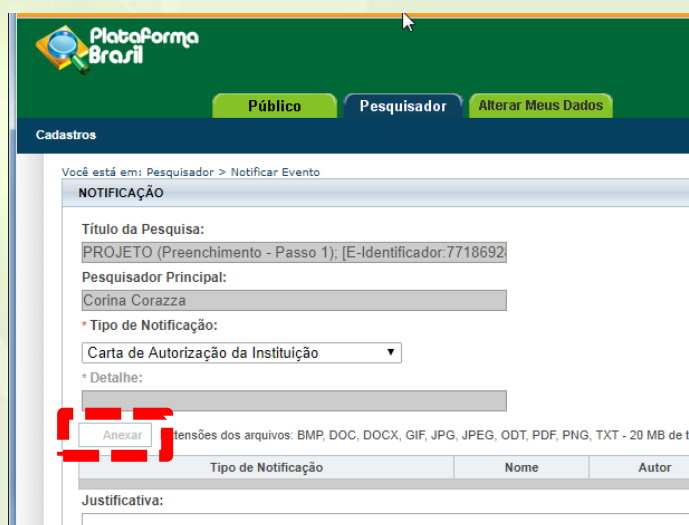 Plataforma
Brasil
Público Pesquisador Alterar Meus Dados
Cadastros
Você está em: Pesquisador > Notificar Evento
NOTIFICAÇÃO
Título da Pesquisa:
PROJETO (Preenchimento - Passo 1); [E-Identificador:7718692
Pesquisador Principal:
Corina Corazza
* Tipo de Notificação:
Carta de Autorização da Instituição
* Detalhe:
Anexar tensões dos arquivos: BMP, DOC, DOCX, GIF, JPG, JPEG, ODT, PDF, PNG, TXT - 20 MB de t
Tipo de Notificação Nome Autor
Justificativa: